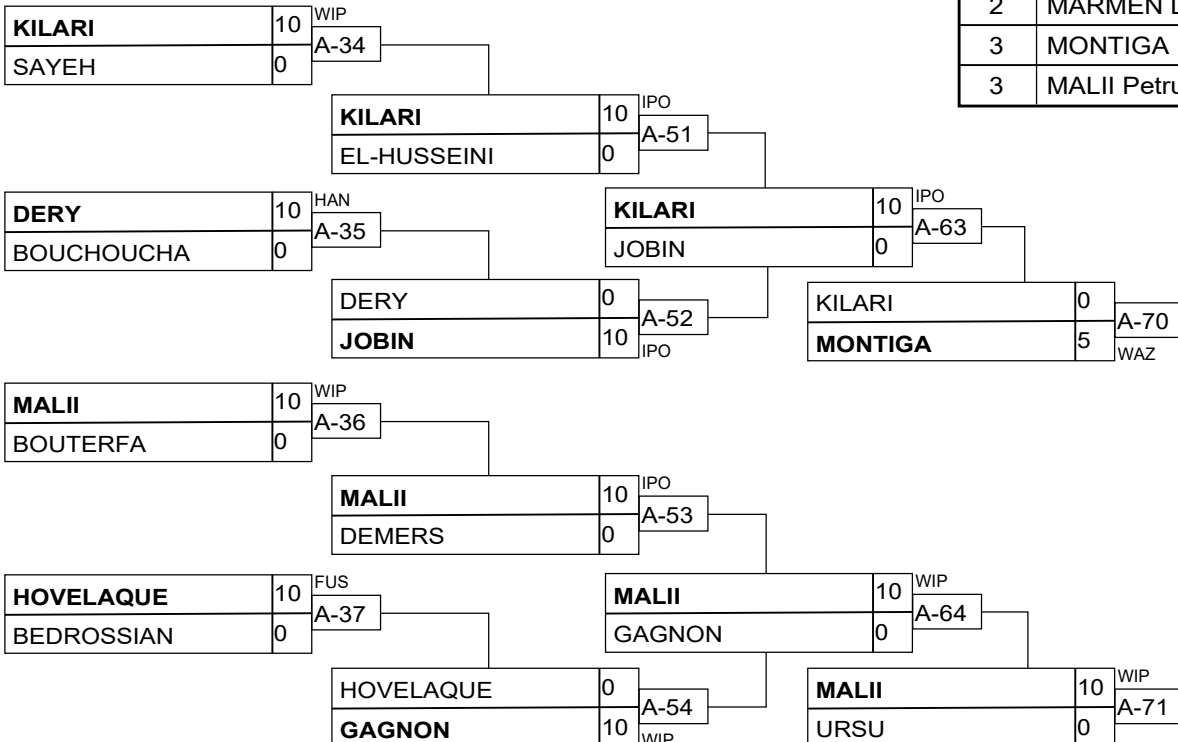 2 MARMEN
3 MONTIGA
3 MALII Petru
WIP
KILARI 10
A-34
SAYEH 0
IPO
KILARI 10
A-51
EL-HUSSEINI 0
HAN
DERY 10
A-35
BOUCHOUCHA 0
IPO
KILARI 10
A-63
JOBIN 0
DERY 0
A-52
JOBIN 10
IPO
KILARI 0
A-70
MONTIGA 5
WAZ
WIP
MALII 10
A-36
BOUTERFA 0
IPO
MALII 10
A-53
DEMERS 0
FUS
HOVELAQUE 10
A-37
BEDROSSIAN 0
WIP
MALII 10
A-64
GAGNON 0
HOVELAQUE 0
A-54
GAGNON 10
WIP
WIP
MALII 10
A-71
URSU 0